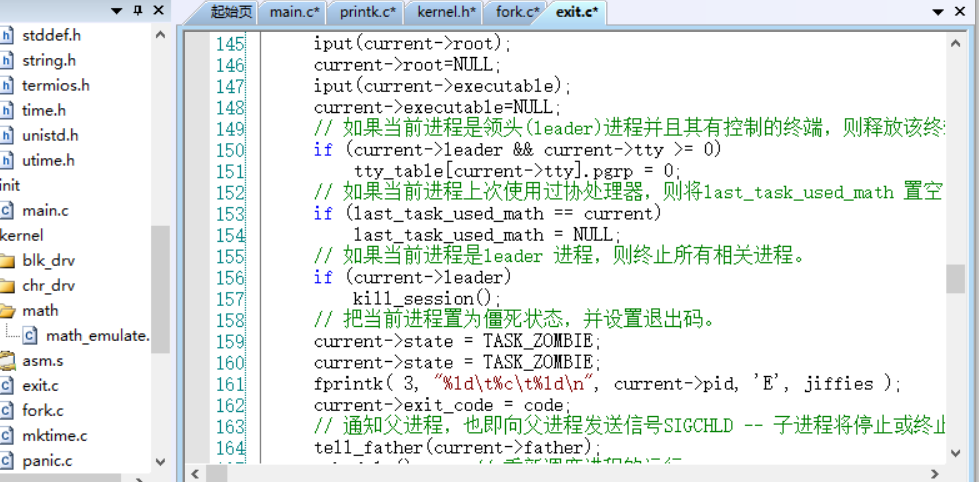 起始页 main.c* printk.c* kernel.h* fork.c* exit.c*
stddef.h
string.h
termios.h
time.h
unistd.h
utime.h
init
main.c
kernel
blk_drv
chr_drv
math
math_emulate.
asm.s
exit.c
fork.c
mktime.c
panic.c
145 iput(current->root);
146 current->root=NULL;
147 iput(current->executable);
148 current->executable=NULL;
149 // 如果当前进程是领头(leader)进程并且其有控制的终端，则释放该终
150 if (current->leader && current->tty >= 0)
151 tty_table[current->tty].pgrp = 0;
152 // 如果当前进程上次使用过协处理器，则将last_task_used_math 置空
153 if (last_task_used_math == current)
154 last_task_used_math = NULL;
155 // 如果当前进程是leader 进程，则终止所有相关进程。
156 if (current->leader)
157 kill_session();
158 // 把当前进程置为僵死状态，并设置退出码。
159 current->state = TASK_ZOMBIE;
160 current->state = TASK_ZOMBIE;
161 fprintk( 3, "%ld\t%c\t%ld\n", current->pid, 'E', jiffies );
162 current->exit_code = code;
163 // 通知父进程，也即向父进程发送信号SIGCHLD -- 子进程将停止或终止
164 tell_father(current->father);